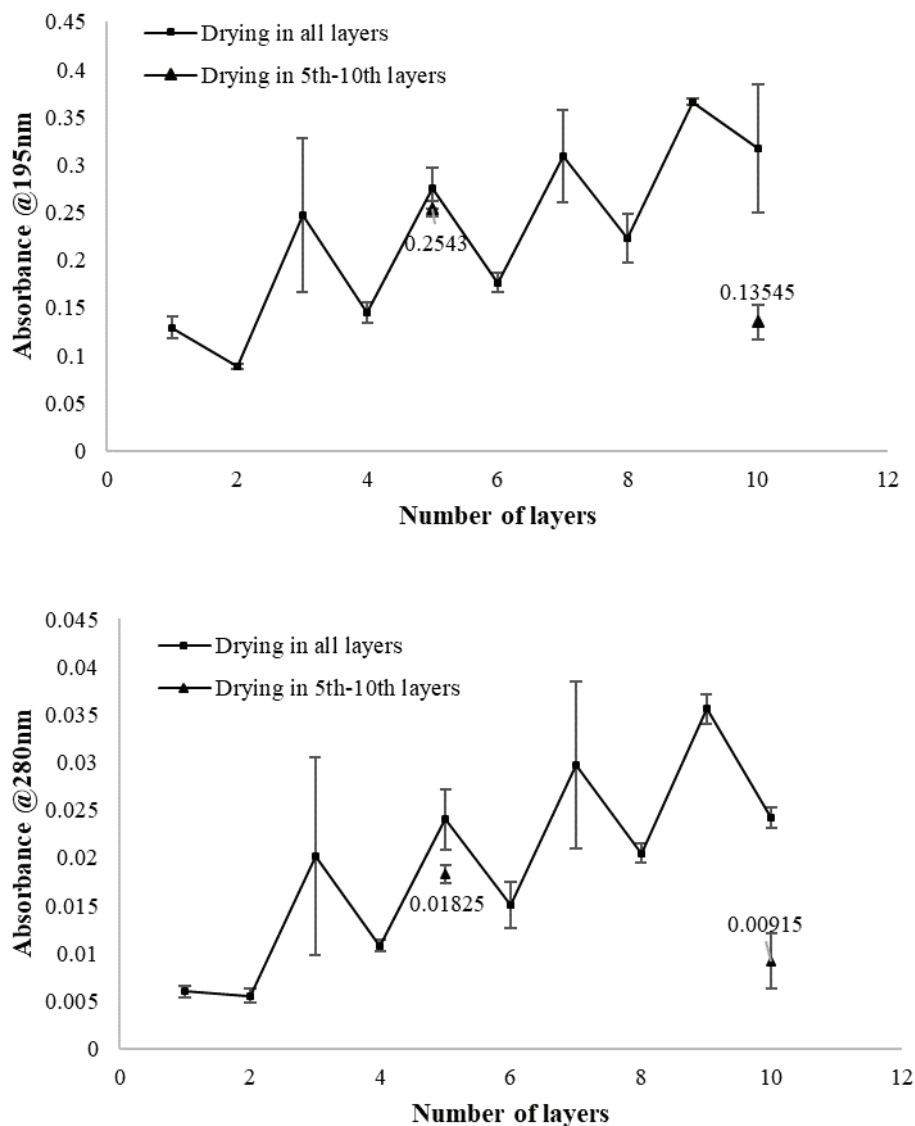 0.45
Drying in all layers
0.4
Drying in 5th-10th layers
0.35
0.3
0.25
0.2
0.15
0.1
0.05
0
Absorbance @195nm
0.2543
0.13545
0 2 4 6 8 10 12
Number of layers
0.045
Drying in all layers
0.04
Drying in 5th-10th layers
0.035
0.03
0.025
0.02
0.015
0.01
0.005
0
Absorbance @280nm
0.01825
0.00915
0 2 4 6 8 10 12
Number of layers